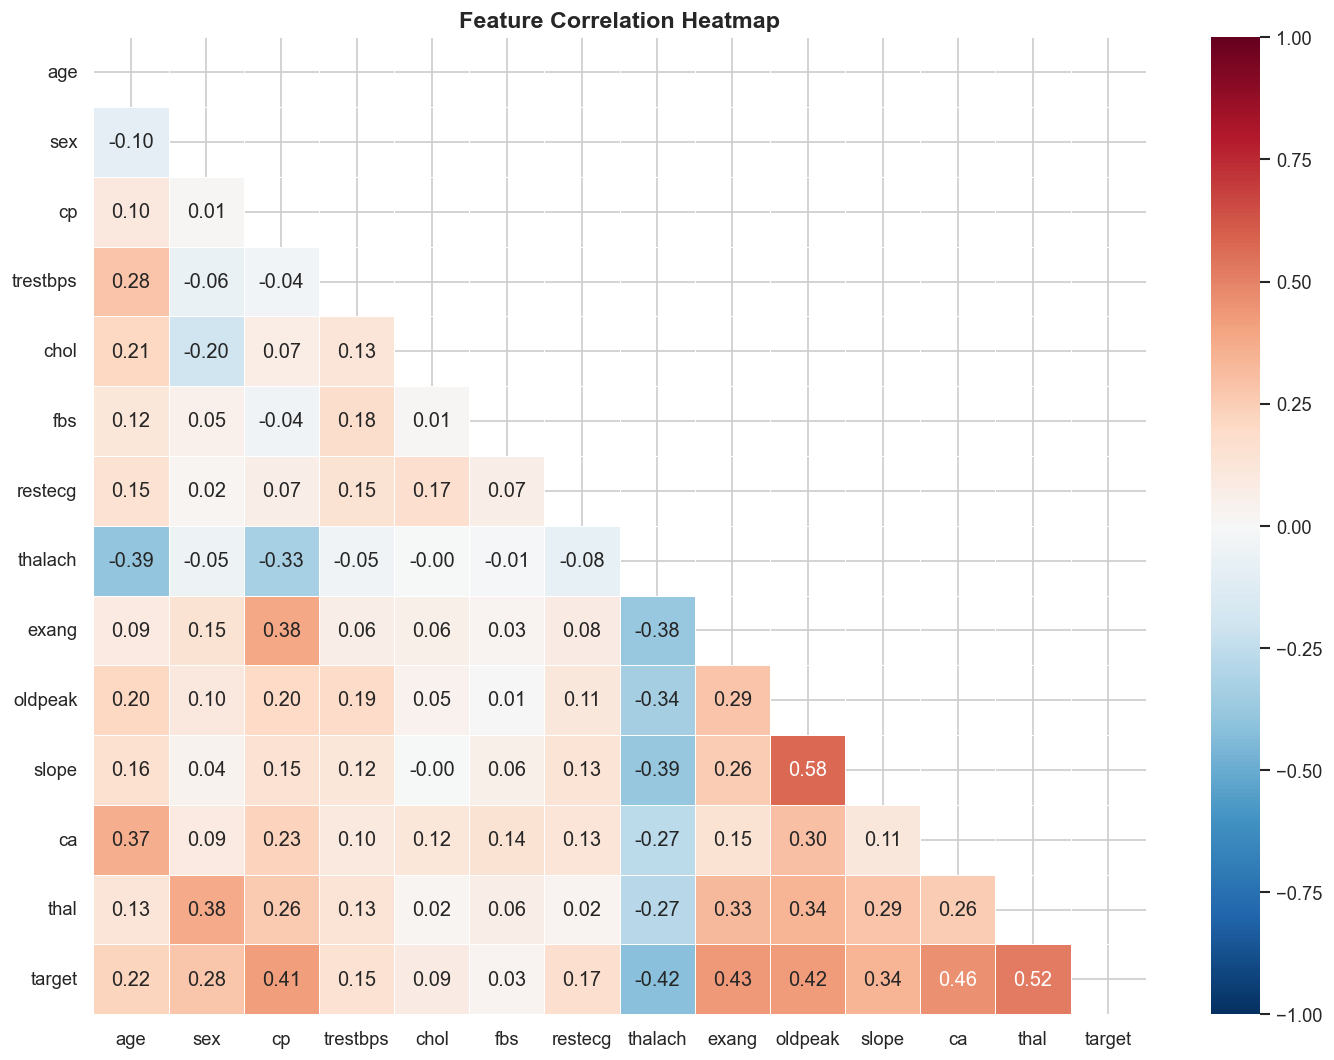 Feature Correlation Heatmap
age
sex -0.10
cp 0.10 0.01
trestbps 0.28 -0.06 -0.04
chol 0.21 -0.20 0.07 0.13
fbs 0.12 0.05 -0.04 0.18 0.01
restecg 0.15 0.02 0.07 0.15 0.17 0.07
thalach -0.39 -0.05 -0.33 -0.05 -0.00 -0.01 -0.08
exang 0.09 0.15 0.38 0.06 0.06 0.03 0.08 -0.38
oldpeak 0.20 0.10 0.20 0.19 0.05 0.01 0.11 -0.34 0.29
slope 0.16 0.04 0.15 0.12 -0.00 0.06 0.13 -0.39 0.26 0.58
ca 0.37 0.09 0.23 0.10 0.12 0.14 0.13 -0.27 0.15 0.30 0.11
thal 0.13 0.38 0.26 0.13 0.02 0.06 0.02 -0.27 0.33 0.34 0.29 0.26
target 0.22 0.28 0.41 0.15 0.09 0.03 0.17 -0.42 0.43 0.42 0.34 0.46 0.52
age sex cp trestbps chol fbs restecg thalach exang oldpeak slope ca thal target
1.00
0.75
0.50
0.25
0.00
−0.25
−0.50
−0.75
−1.00